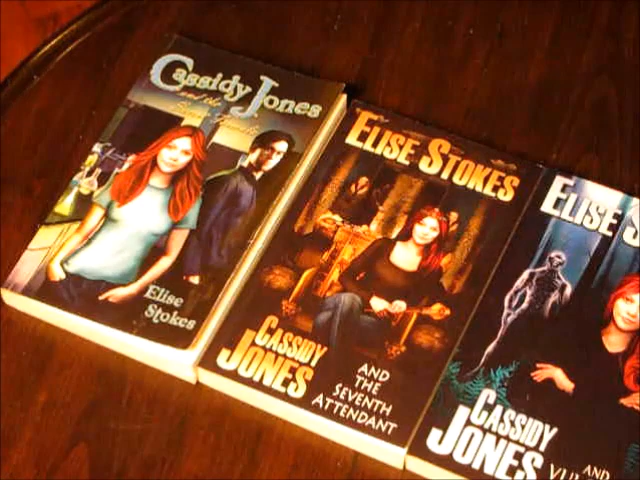 Cassidy Jones
and the
Elise
Stokes
ELISE STOKES
CASSIDY
JONES
AND
THE
SEVENTH
ATTENDANT
ELISE
CASSIDY
JONES
AND